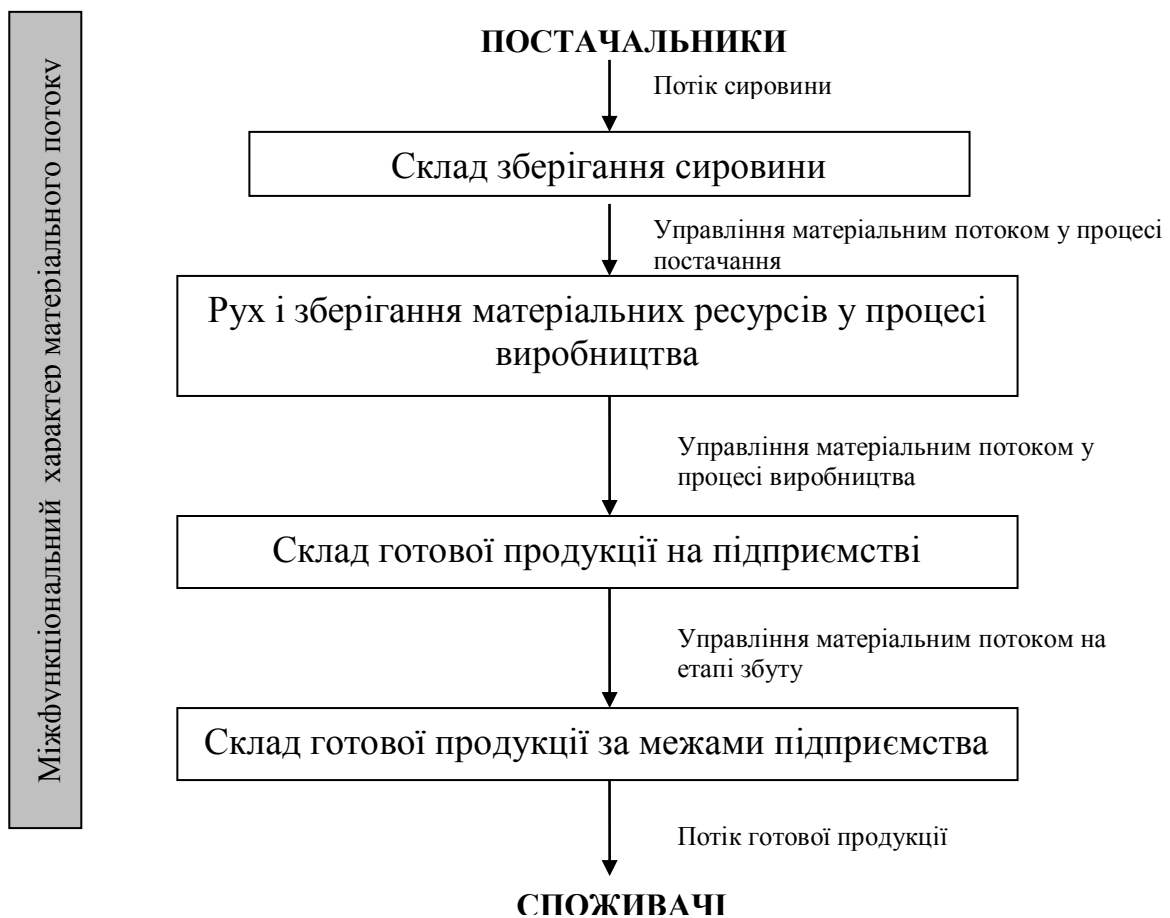 Міжфункціональний характер матеріального потоку
ПОСТАЧАЛЬНИКИ
Потік сировини
Склад зберігання сировини
Управління матеріальним потоком у процесі
постачання
Рух і зберігання матеріальних ресурсів у процесі
виробництва
Управління матеріальним потоком у
процесі виробництва
Склад готової продукції на підприємстві
Управління матеріальним потоком на
етапі збуту
Склад готової продукції за межами підприємства
Потік готової продукції
СПОЖИВАЧІ